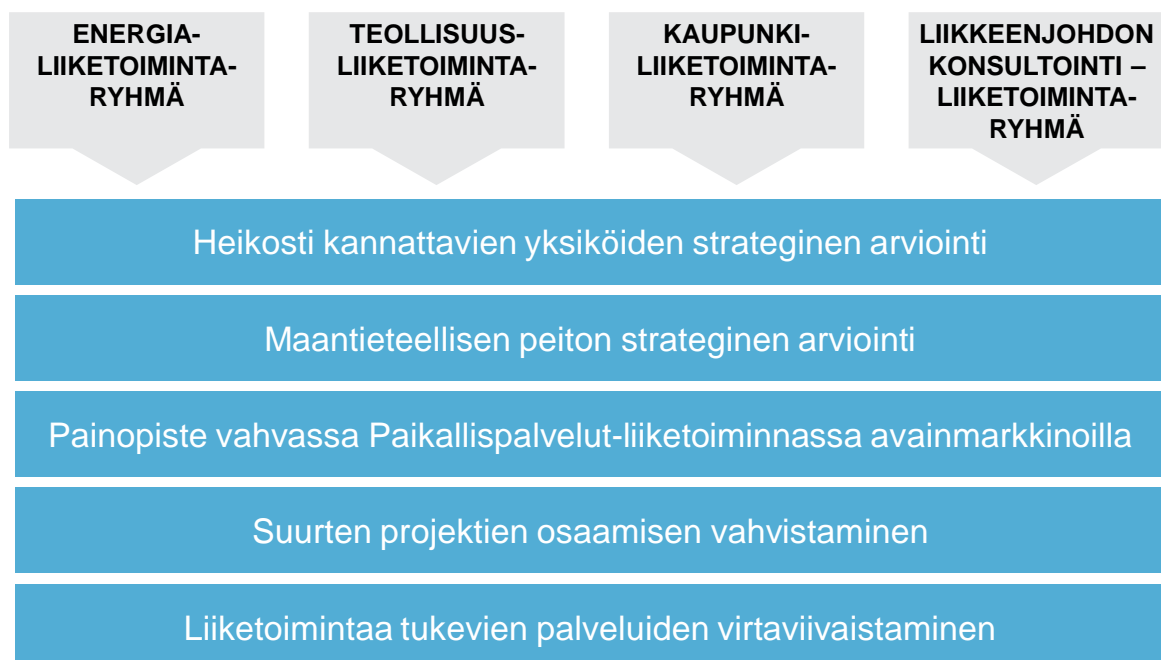 ENERGIA-
LIIKETOIMINTA-
RYHMÄ
TEOLLISUUS-
LIIKETOIMINTA-
RYHMÄ
KAUPUNKI-
LIIKETOIMINTA-
RYHMÄ
LIIKKEENJOHDON
KONSULTOINTI –
LIIKETOIMINTA-
RYHMÄ
Heikosti kannattavien yksiköiden strateginen arviointi
Maantieteellisen peiton strateginen arviointi
Painopiste vahvassa Paikallispalvelut-liiketoiminnassa avainmarkkinoilla
Suurten projektien osaamisen vahvistaminen
Liiketoimintaa tukevien palveluiden virtaviivaistaminen